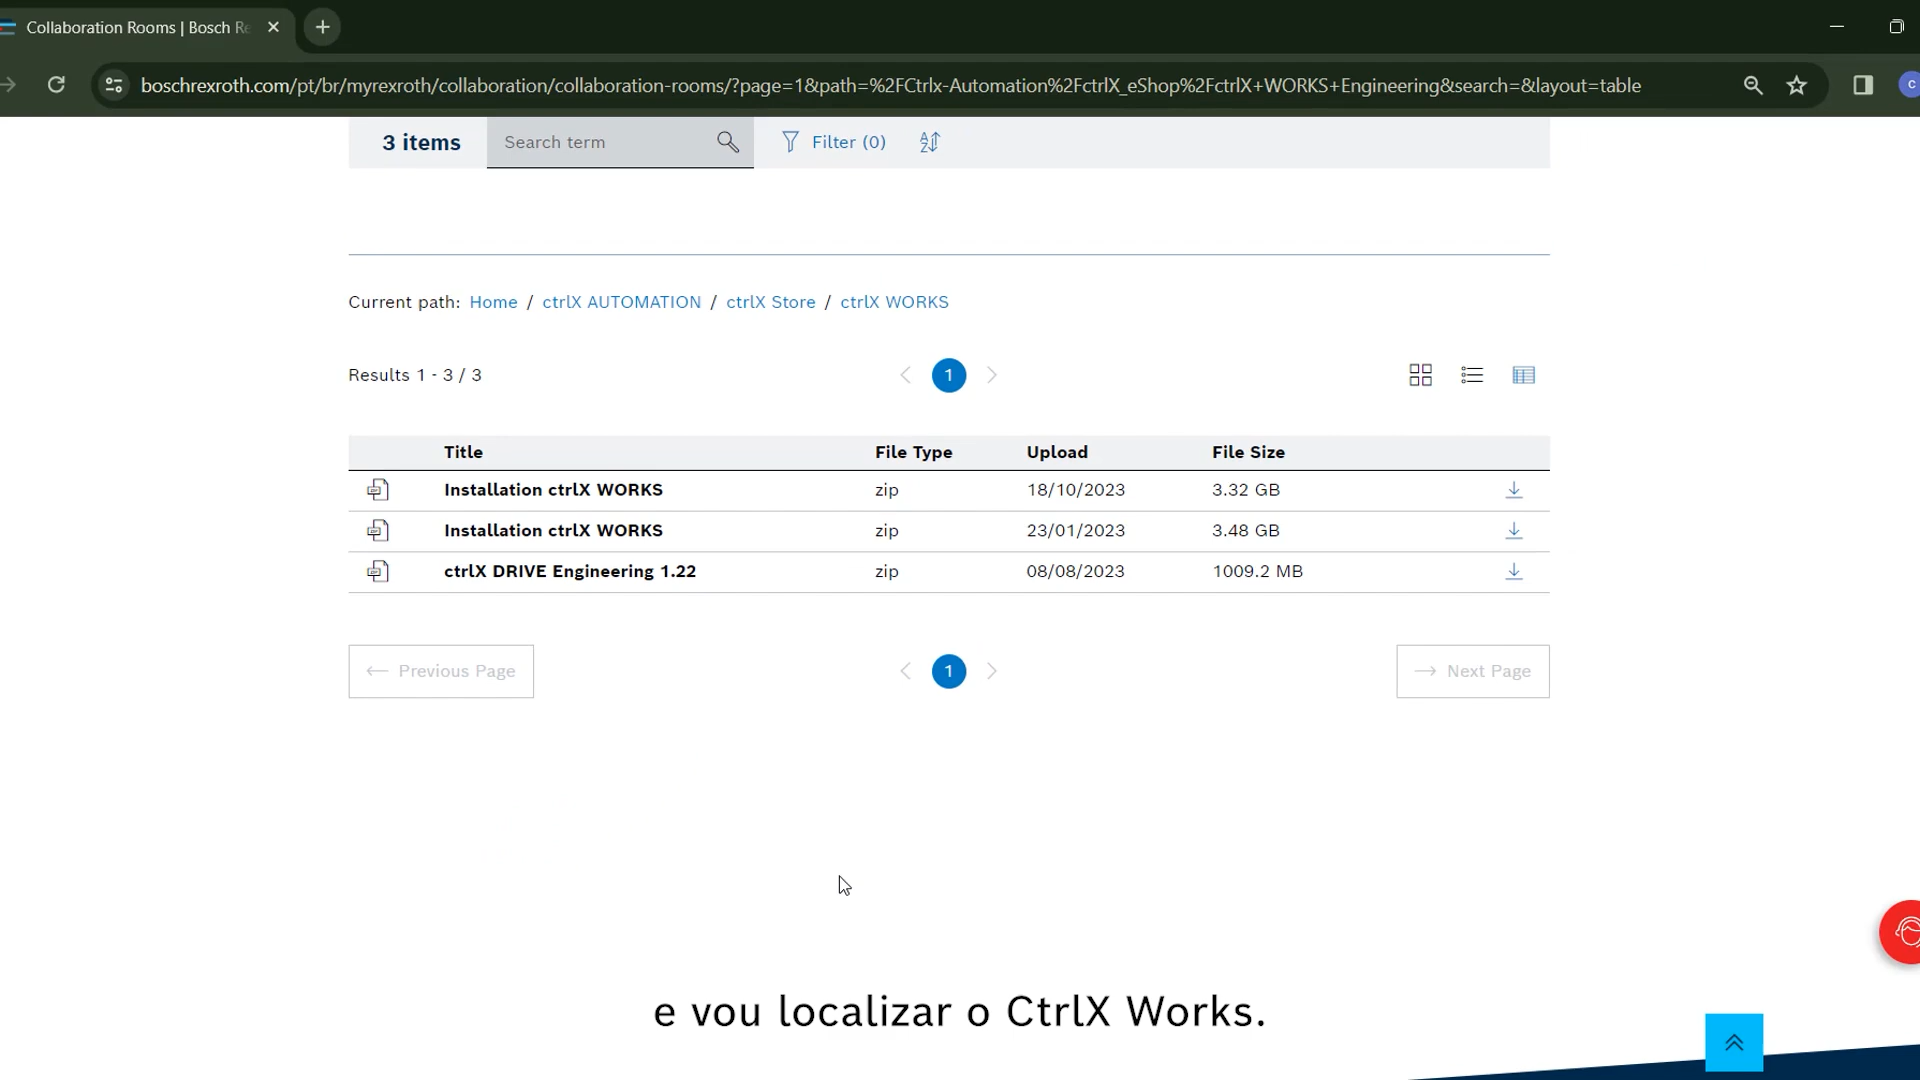 Collaboration Rooms | Bosch Re
boschrexroth.com/pt/br/myrexroth/collaboration/collaboration-rooms/?page=1&path=%2FCtrlx-Automation%2FctrlX_eShop%2FctrlX+WORKS+Engineering&search=&layout=table
3 items
Search term
Filter (0)
Current path: Home / ctrlX AUTOMATION / ctrlX Store / ctrlX WORKS
Results 1 - 3 / 3
1
Title File Type Upload File Size
Installation ctrlX WORKS zip 18/10/2023 3.32 GB
Installation ctrlX WORKS zip 23/01/2023 3.48 GB
ctrlX DRIVE Engineering 1.22 zip 08/08/2023 1009.2 MB
Previous Page
1
Next Page
e vou localizar o CtrlX Works.